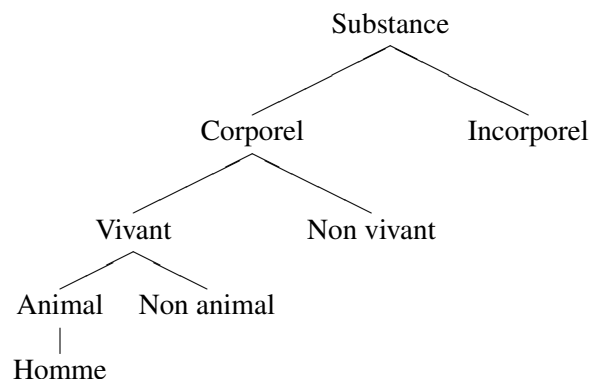 Substance
Corporel Incorporel
Vivant Non vivant
Animal Non animal
Homme